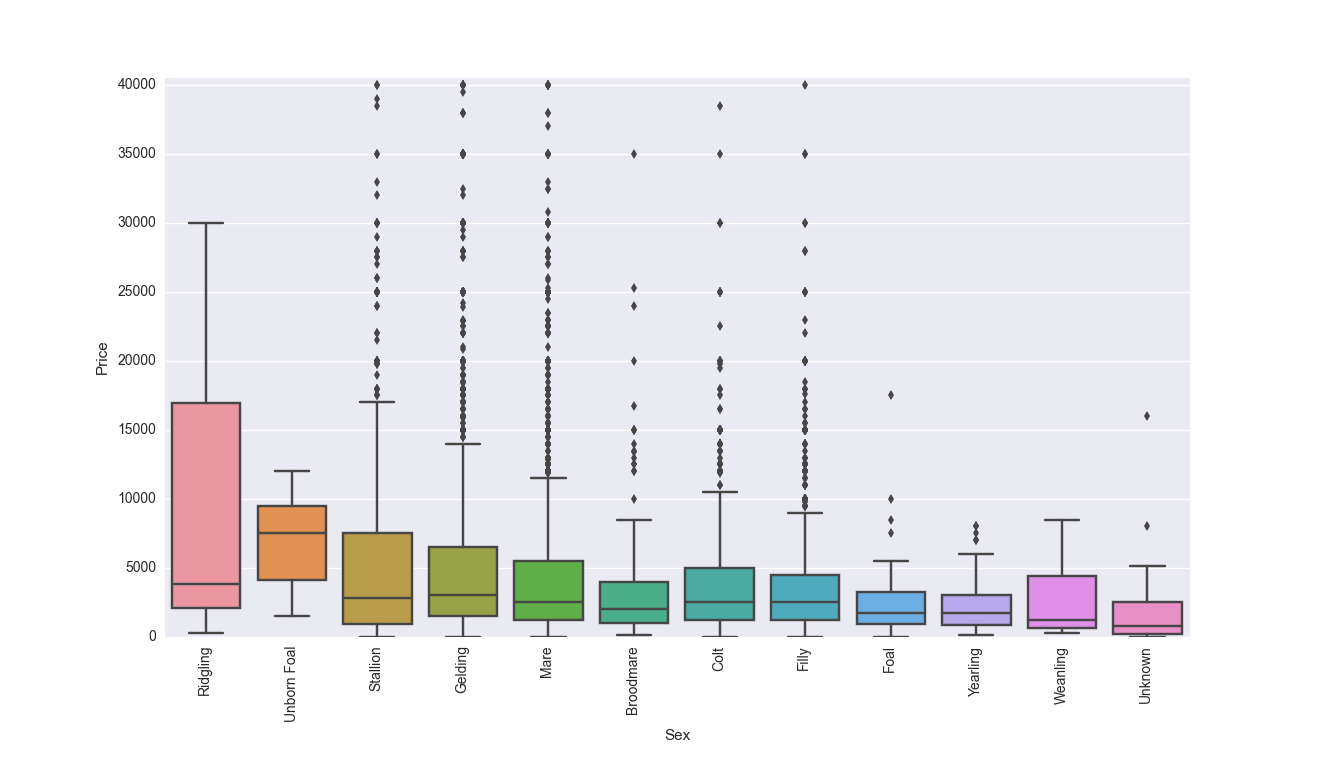 40000
35000
30000
25000
20000
15000
10000
5000
0
Price
Ridgling
Unborn Foal
Stallion
Gelding
Mare
Broodmare
Colt
Filly
Foal
Yearling
Weanling
Unknown
Sex